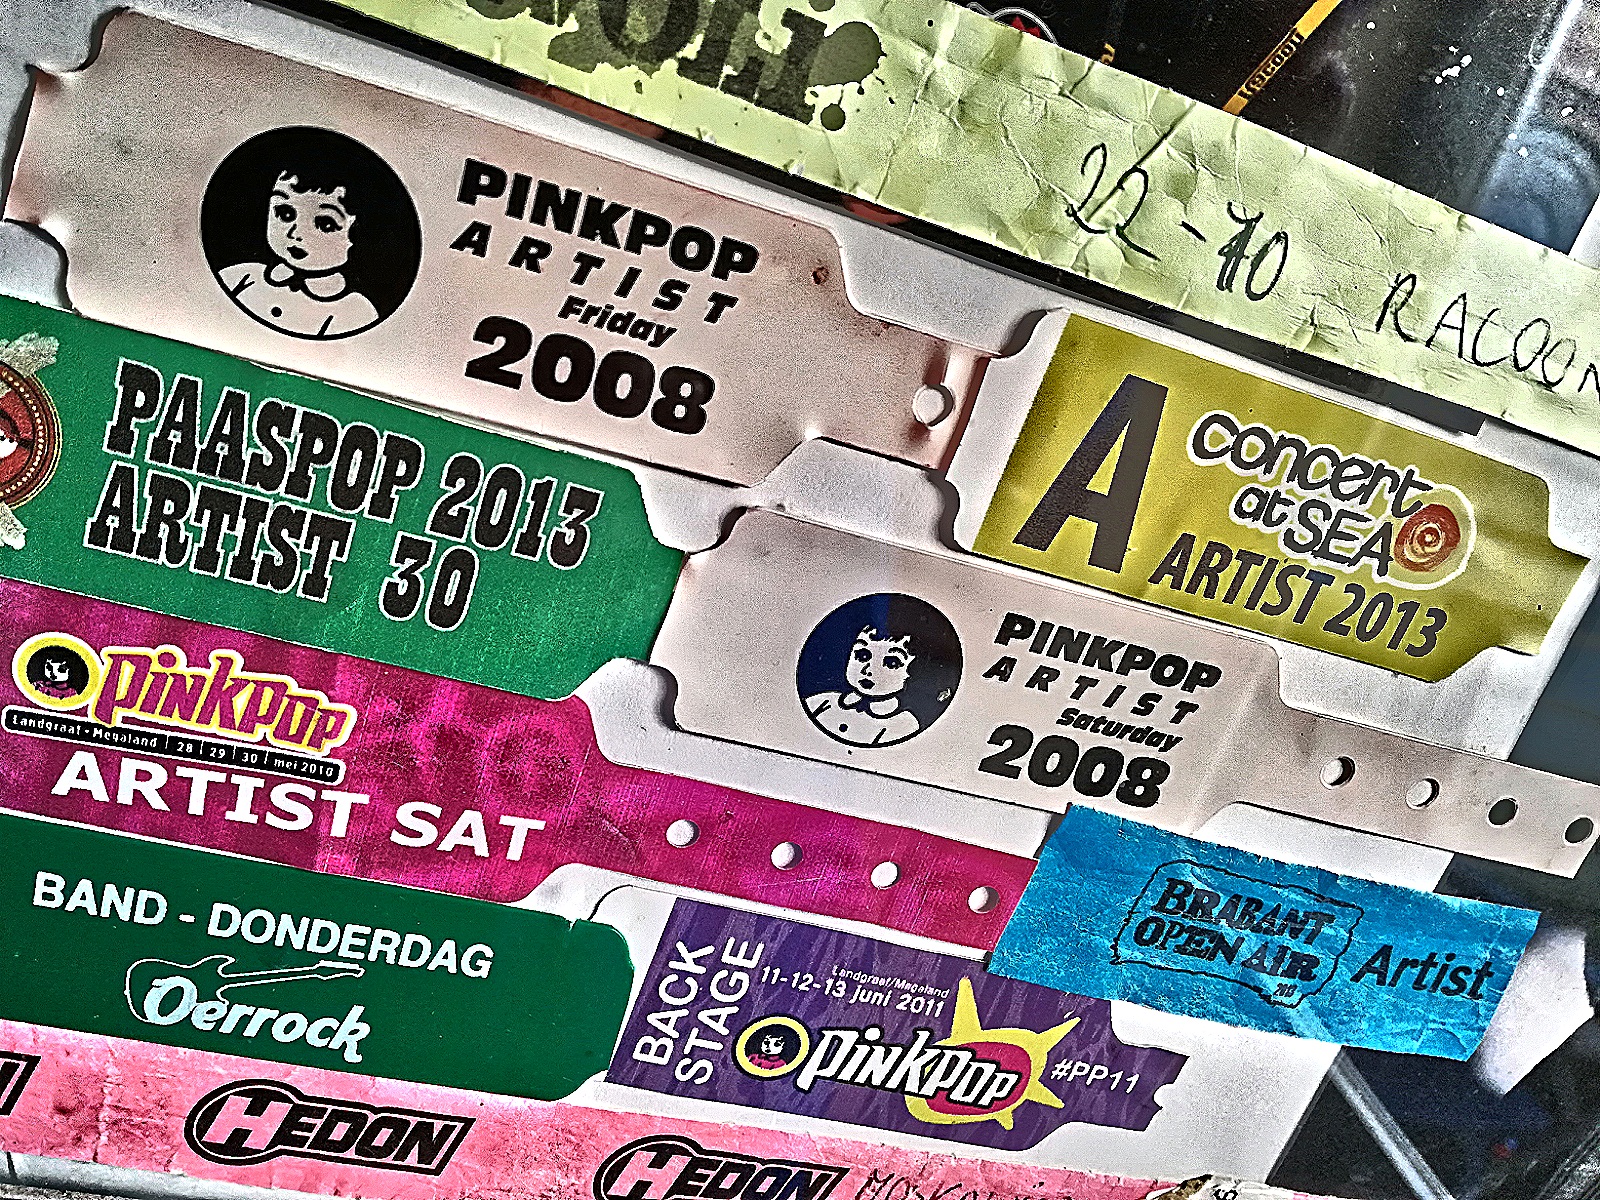 22-10 RACOON
PINKPOP
ARTIST
Friday
2008
A
concert
at SEA
ARTIST 2013
PAASPOP 2013
ARTIST 30
PINKPOP
ARTIST
Saturday
2008
PINKPOP
Landgraaf - Megaland | 28 | 29 | 30 | mei 2010
ARTIST SAT
BRABANT
OPEN AIR
Artist
BAND - DONDERDAG
Oerrock
BACK
STAGE
Landgraaf/Megaland
11-12-13 juni 2011
PINKPOP
#PP11
HEDON
HEDON